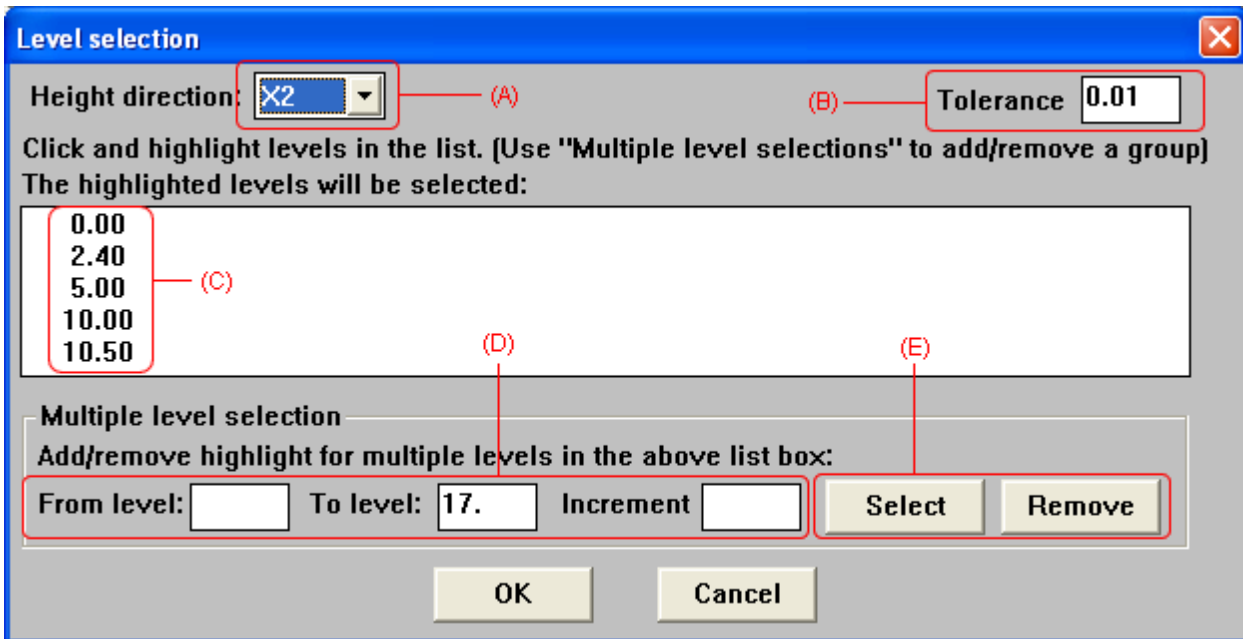 Level selection
Height direction: X2 (A) (B) Tolerance 0.01
Click and highlight levels in the list. (Use "Multiple level selections" to add/remove a group)
The highlighted levels will be selected:
0.00
2.40
5.00 (C)
10.00
10.50
(D) (E)
Multiple level selection
Add/remove highlight for multiple levels in the above list box:
From level: To level: 17. Increment Select Remove
OK Cancel